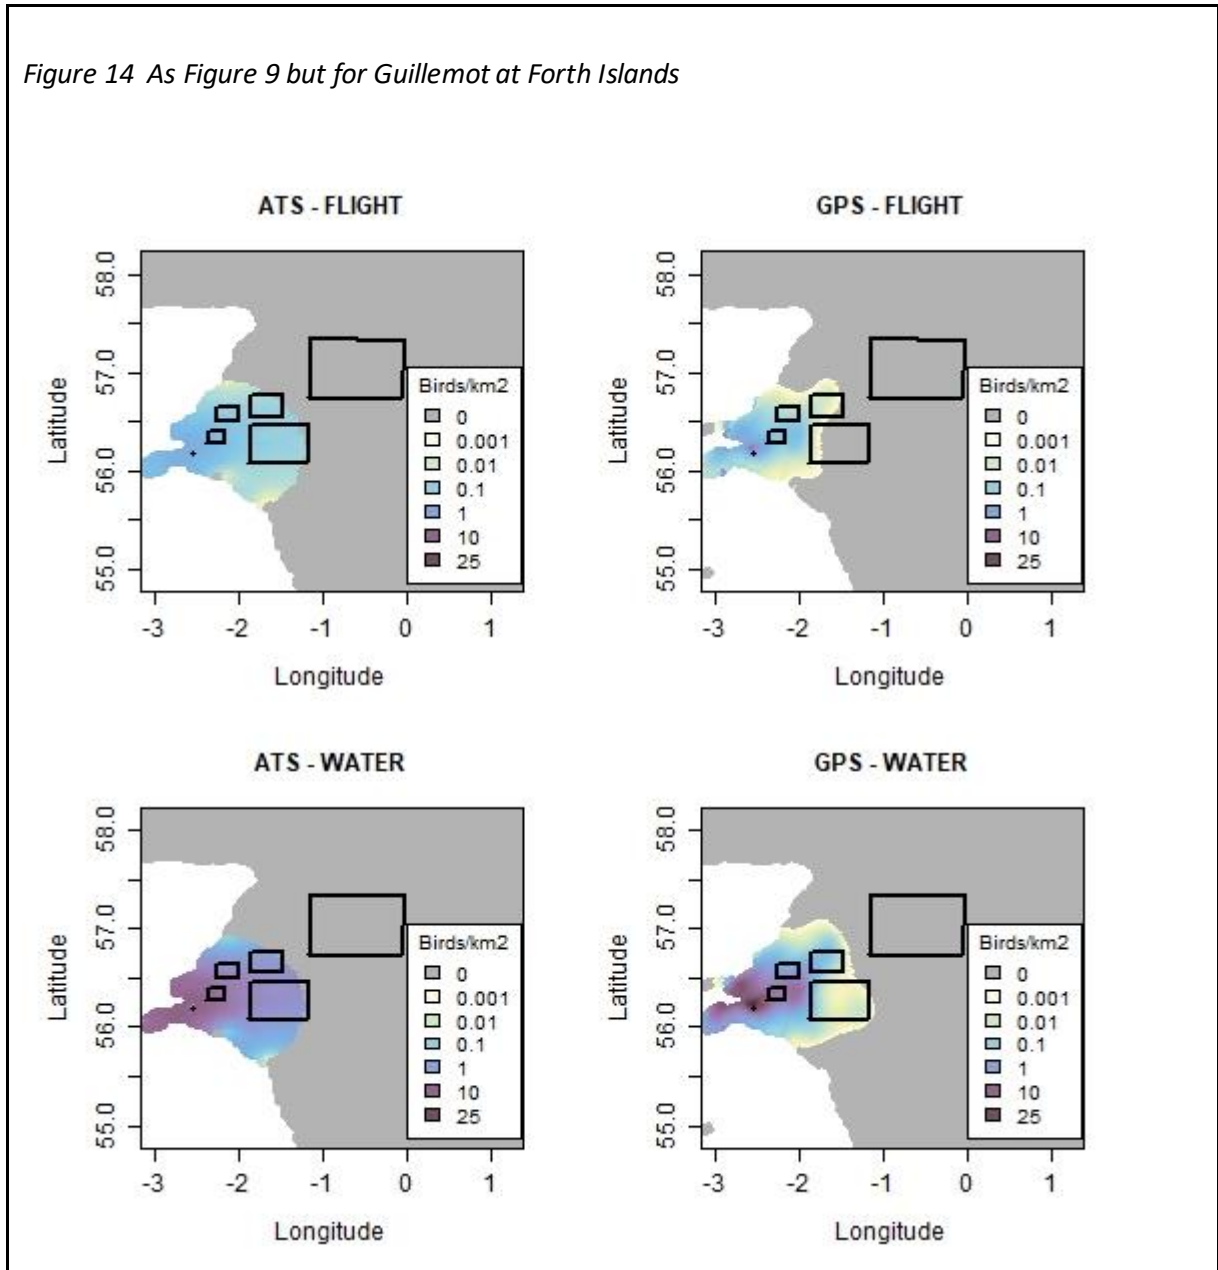 Figure 14 As Figure 9 but for Guillemot at Forth Islands
ATS - FLIGHT
Latitude
58.0
57.0
56.0
55.0
Birds/km2
0
0.001
0.01
0.1
1
10
25
-3 -2 -1 0 1
Longitude
GPS - FLIGHT
Latitude
58.0
57.0
56.0
55.0
Birds/km2
0
0.001
0.01
0.1
1
10
25
-3 -2 -1 0 1
Longitude
ATS - WATER
Latitude
58.0
57.0
56.0
55.0
Birds/km2
0
0.001
0.01
0.1
1
10
25
-3 -2 -1 0 1
Longitude
GPS - WATER
Latitude
58.0
57.0
56.0
55.0
Birds/km2
0
0.001
0.01
0.1
1
10
25
-3 -2 -1 0 1
Longitude